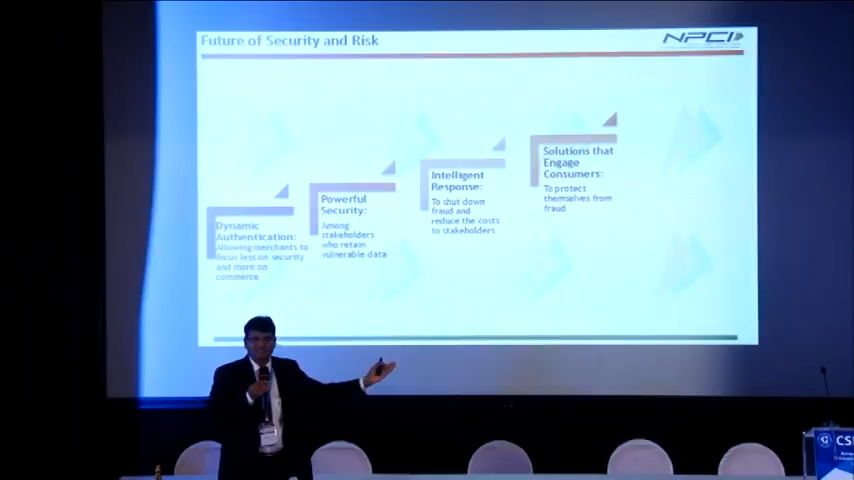 Future of Security and Risk
NPCI
Solutions that
Engage
Consumers:
To protect
themselves from
fraud
Intelligent
Response:
To shut down
fraud and
reduce the costs
to stakeholders
Powerful
Security:
Among
stakeholders
who retain
vulnerable data
Dynamic
Authentication:
Allowing merchants to
focus less on security
and more on
commerce